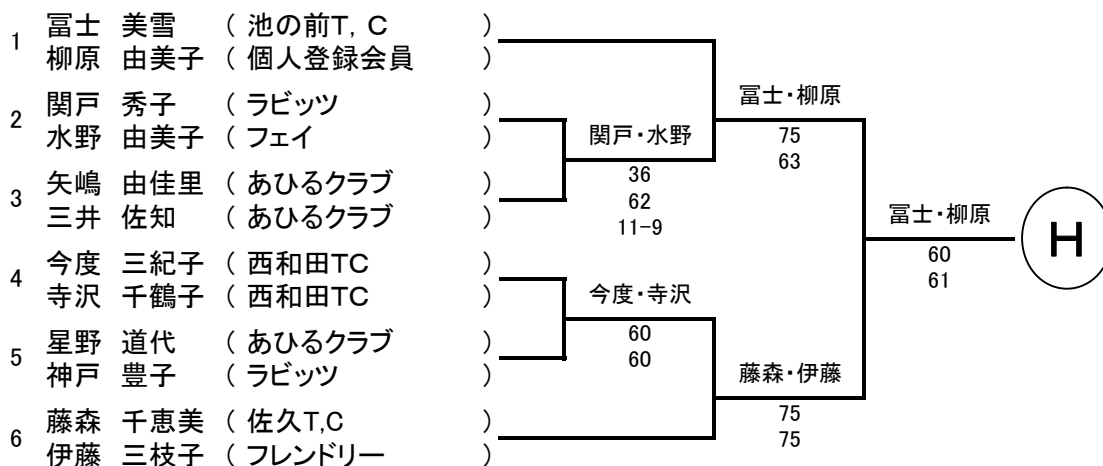 1 冨士 美雪 ( 池の前T, C )
柳原 由美子 ( 個人登録会員 )
2 関戸 秀子 ( ラビッツ )
水野 由美子 ( フェイ )
3 矢嶋 由佳里 ( あひるクラブ )
三井 佐知 ( あひるクラブ )
4 今度 三紀子 ( 西和田TC )
寺沢 千鶴子 ( 西和田TC )
5 星野 道代 ( あひるクラブ )
神戸 豊子 ( ラビッツ )
6 藤森 千恵美 ( 佐久T,C )
伊藤 三枝子 ( フレンドリー )
関戸・水野
36
62
11-9
今度・寺沢
60
60
冨士・柳原
75
63
藤森・伊藤
75
75
冨士・柳原
60
61
H